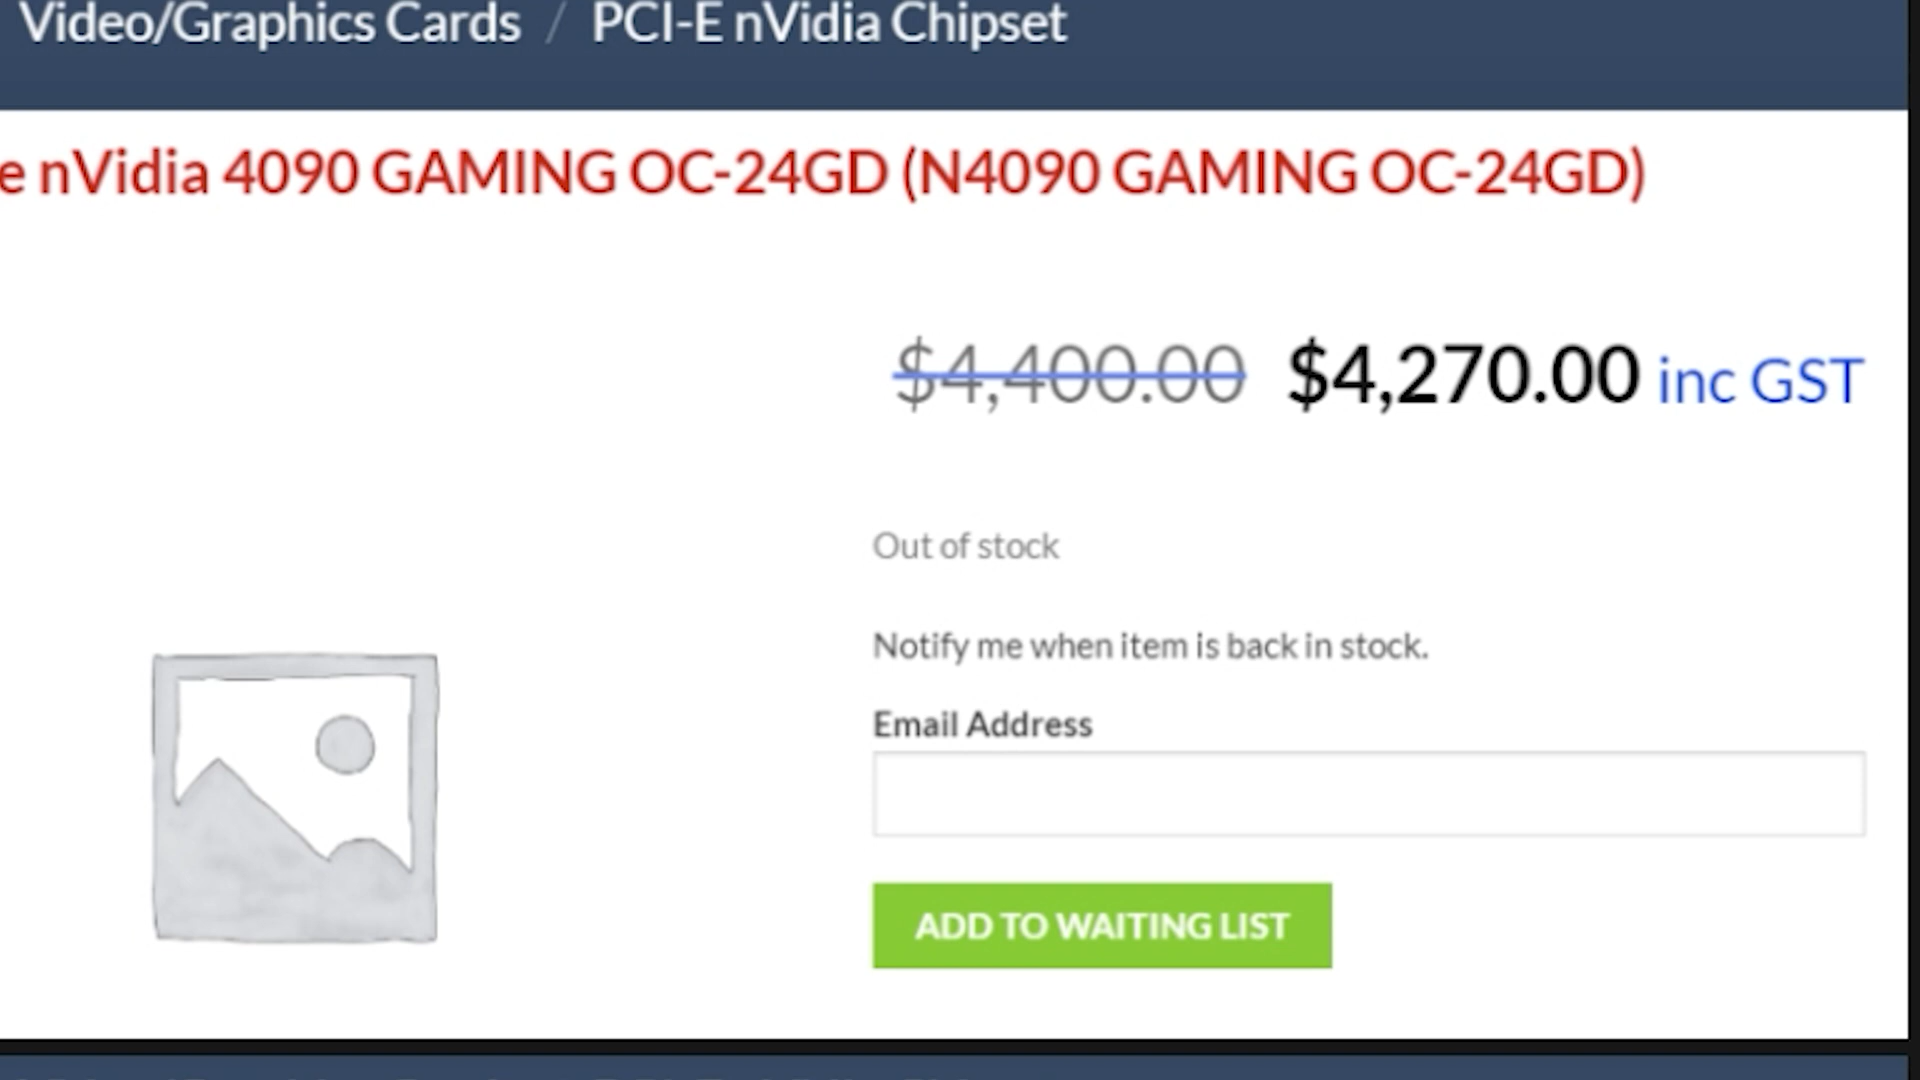 Video/Graphics Cards / PCI-E nVidia Chipset
e nVidia 4090 GAMING OC-24GD (N4090 GAMING OC-24GD)
$4,400.00 $4,270.00 inc GST
Out of stock
Notify me when item is back in stock.
Email Address
ADD TO WAITING LIST